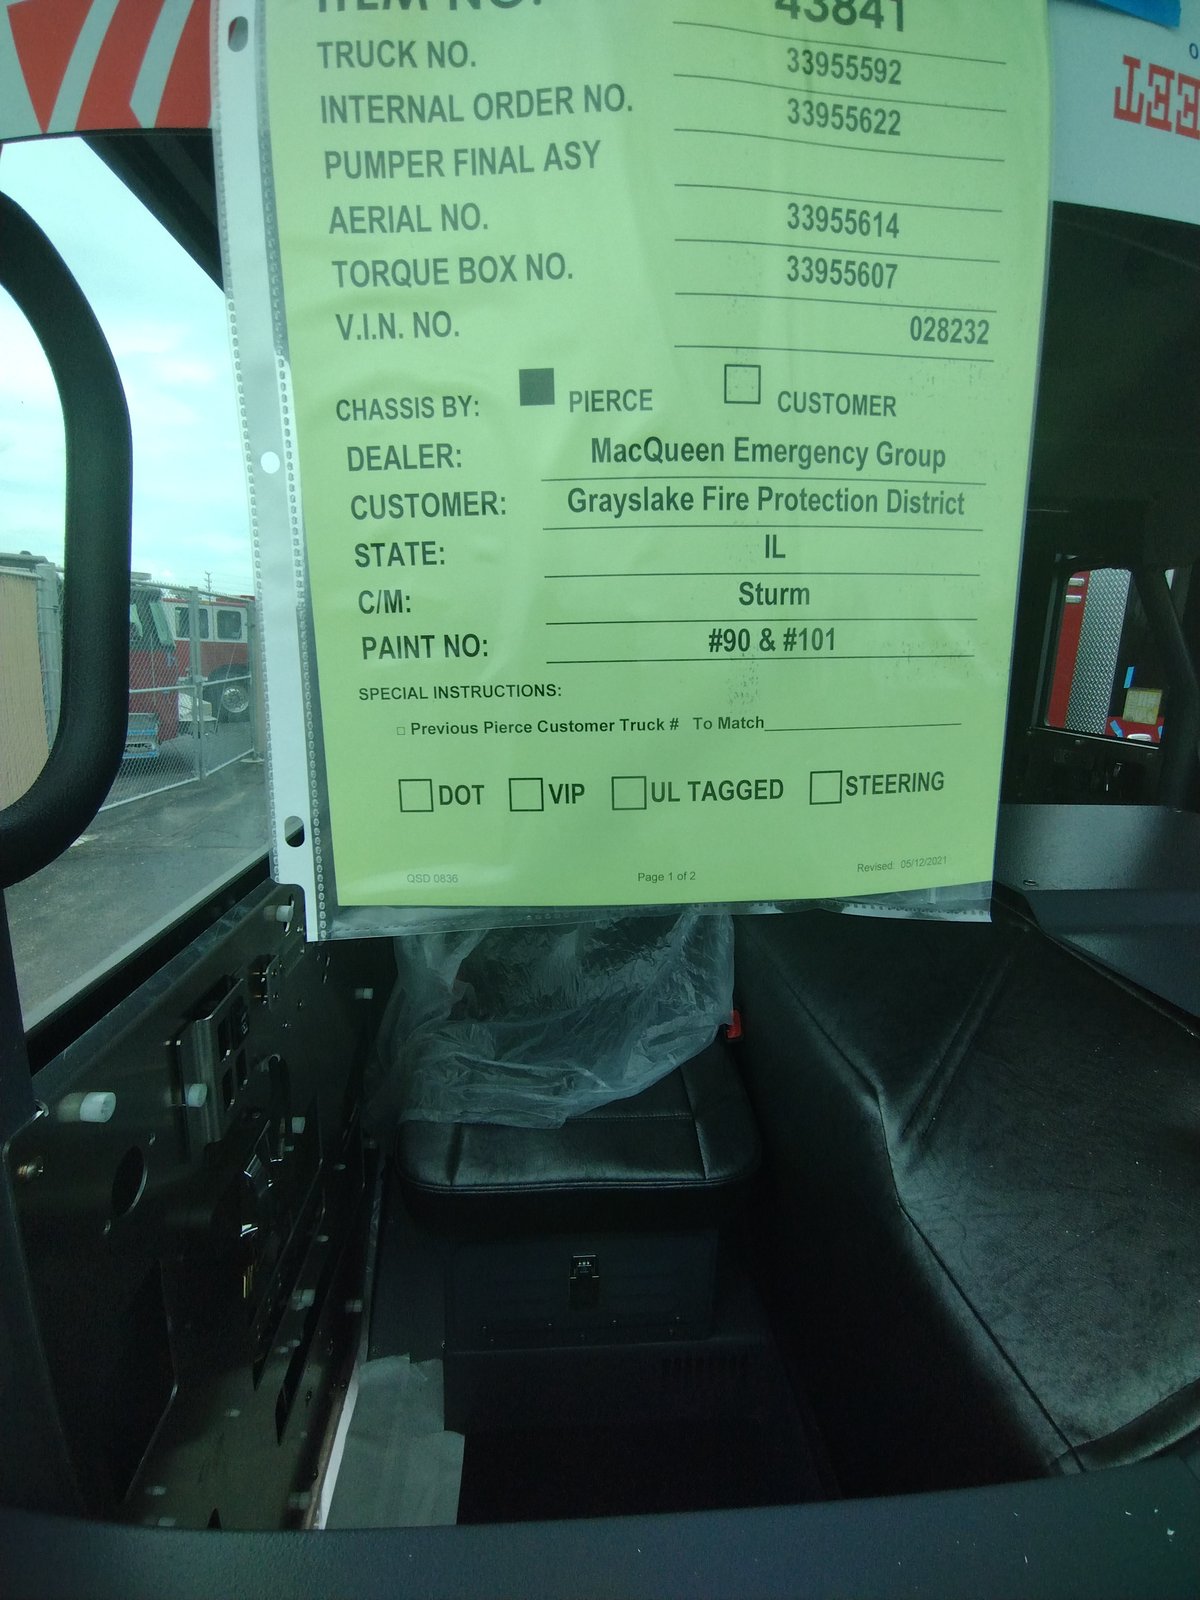 ITEM NO. 43841
TRUCK NO. 33955592
INTERNAL ORDER NO. 33955622
PUMPER FINAL ASY
AERIAL NO. 33955614
TORQUE BOX NO. 33955607
V.I.N. NO. 028232
CHASSIS BY: PIERCE CUSTOMER
DEALER: MacQueen Emergency Group
CUSTOMER: Grayslake Fire Protection District
STATE: IL
C/M: Sturm
PAINT NO: #90 & #101
SPECIAL INSTRUCTIONS:
Previous Pierce Customer Truck # To Match
DOT VIP UL TAGGED STEERING
QSD 0836 Page 1 of 2 Revised: 05/12/2021